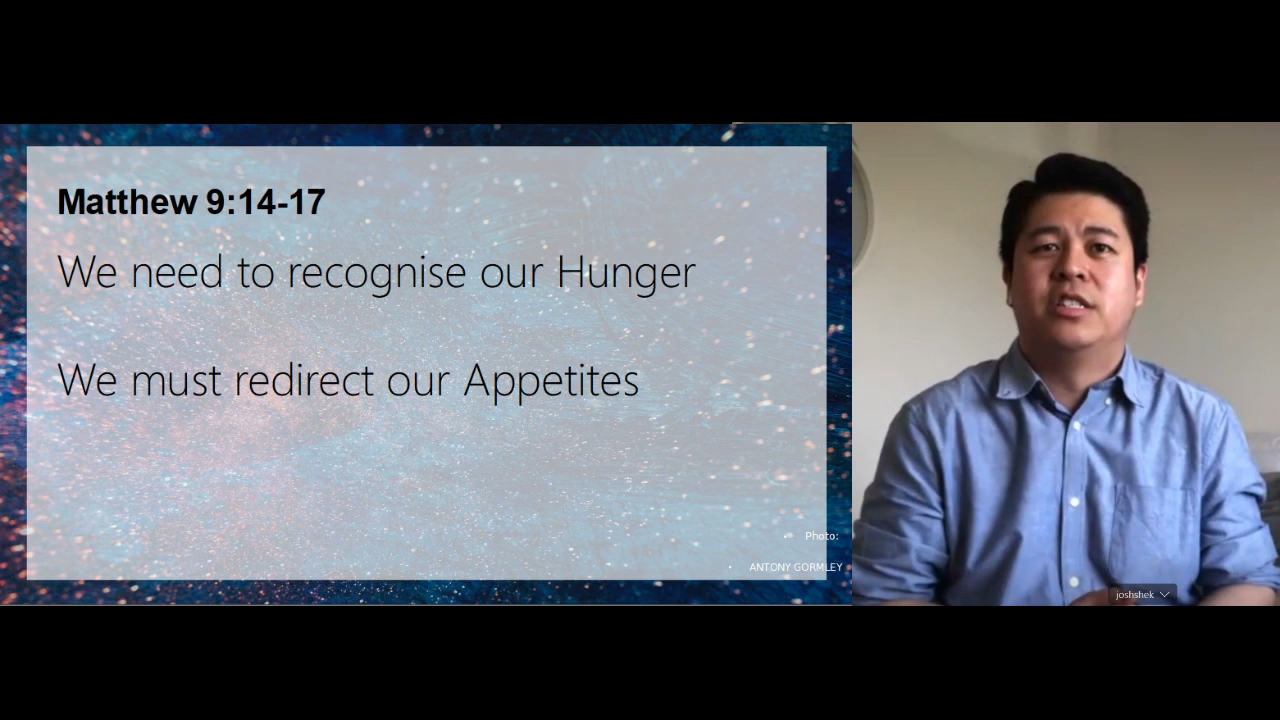 Matthew 9:14-17
We need to recognise our Hunger
We must redirect our Appetites
• Photo:
• ANTONY GORMLEY
joshshek